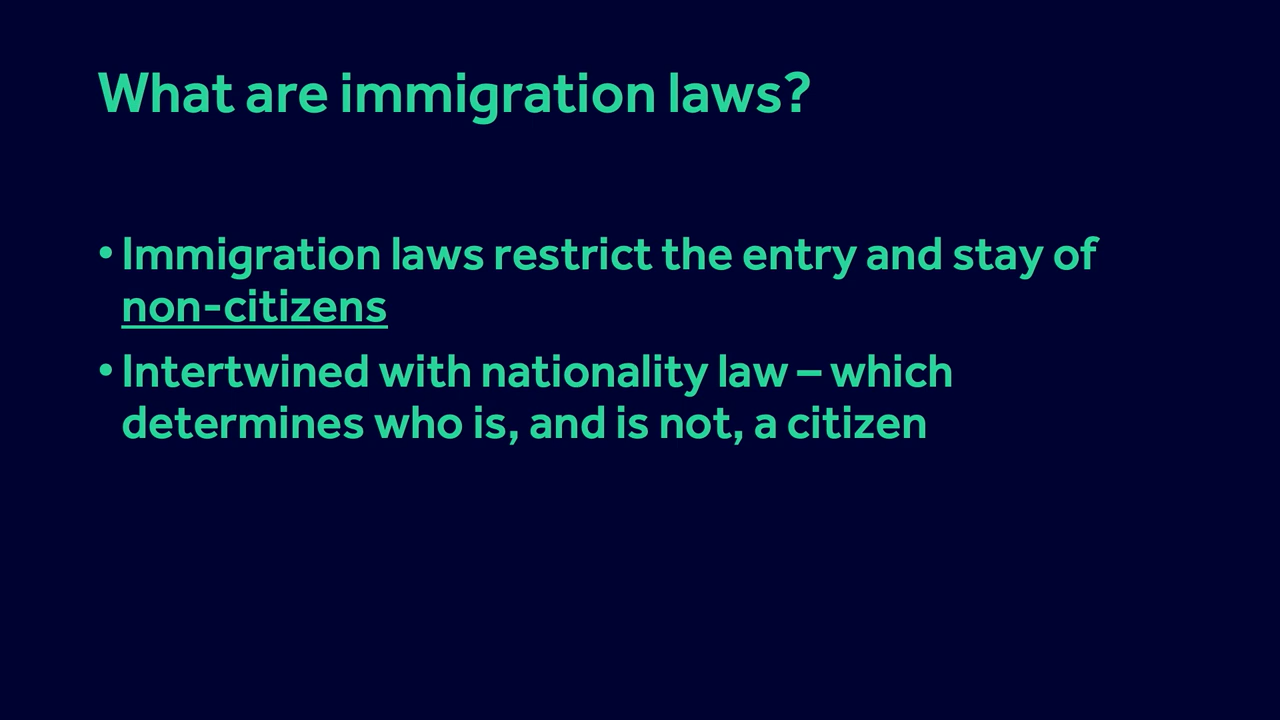 What are immigration laws?
• Immigration laws restrict the entry and stay of
non-citizens
• Intertwined with nationality law – which
determines who is, and is not, a citizen